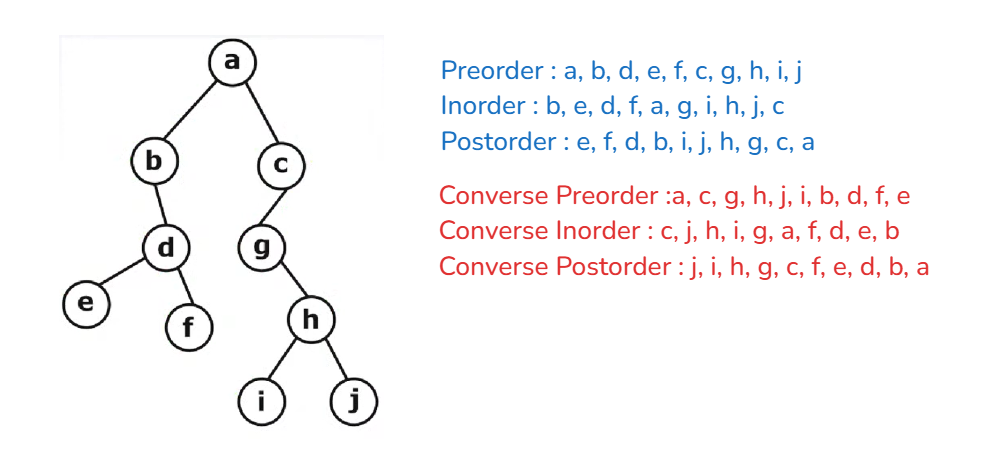 a
b
c
d
g
e
f
h
i
j
Preorder : a, b, d, e, f, c, g, h, i, j
Inorder : b, e, d, f, a, g, i, h, j, c
Postorder : e, f, d, b, i, j, h, g, c, a
Converse Preorder :a, c, g, h, j, i, b, d, f, e
Converse Inorder : c, j, h, i, g, a, f, d, e, b
Converse Postorder : j, i, h, g, c, f, e, d, b, a